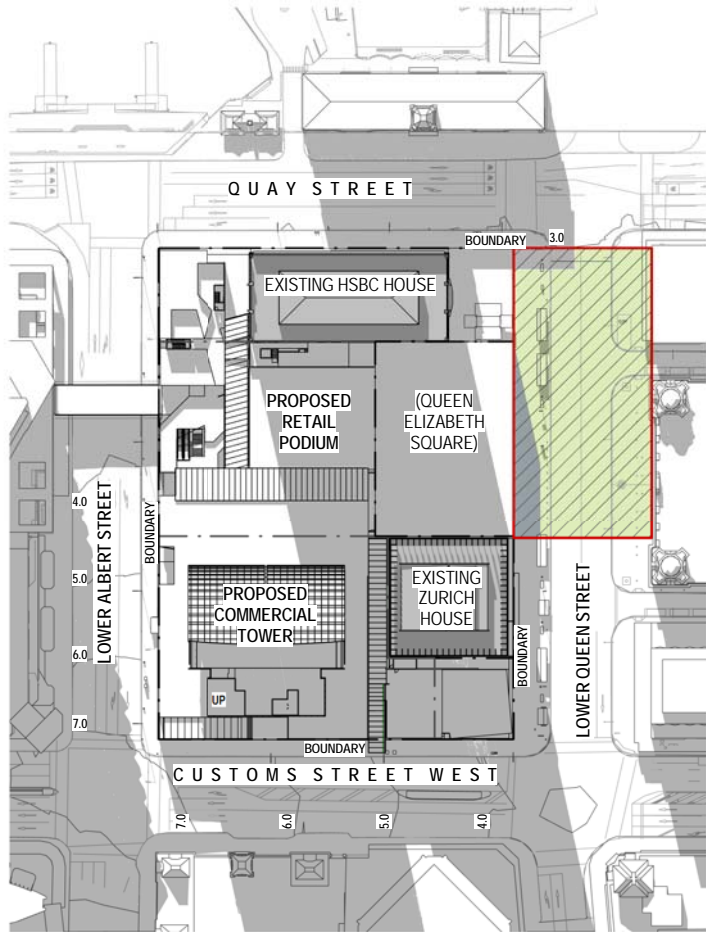 QUAY STREET
BOUNDARY
3.0
EXISTING HSBC HOUSE
PROPOSED
RETAIL
PODIUM
(QUEEN
ELIZABETH
SQUARE)
4.0
BOUNDARY
LOWER ALBERT STREET
5.0
6.0
7.0
PROPOSED
COMMERCIAL
TOWER
EXISTING
ZURICH
HOUSE
UP
BOUNDARY
LOWER QUEEN STREET
BOUNDARY
CUSTOMS STREET WEST
7.0
6.0
5.0
4.0